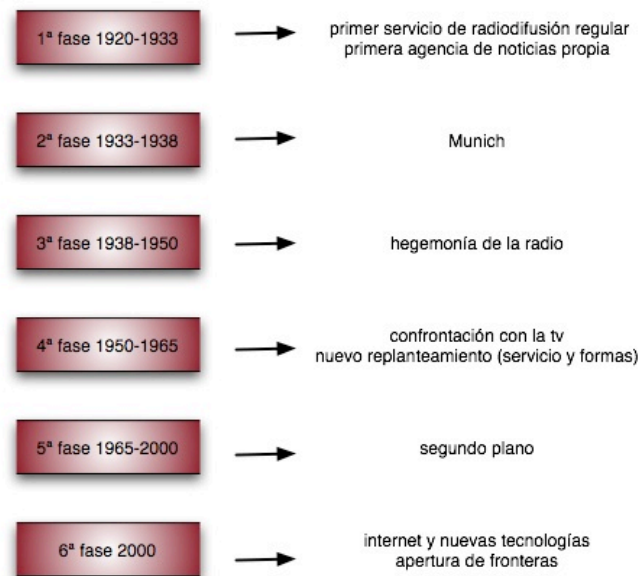 1ª fase 1920-1933
primer servicio de radiodifusión regular
primera agencia de noticias propia
2ª fase 1933-1938
Munich
3ª fase 1938-1950
hegemonía de la radio
4ª fase 1950-1965
confrontación con la tv
nuevo replanteamiento (servicio y formas)
5ª fase 1965-2000
segundo plano
6ª fase 2000
internet y nuevas tecnologías
apertura de fronteras